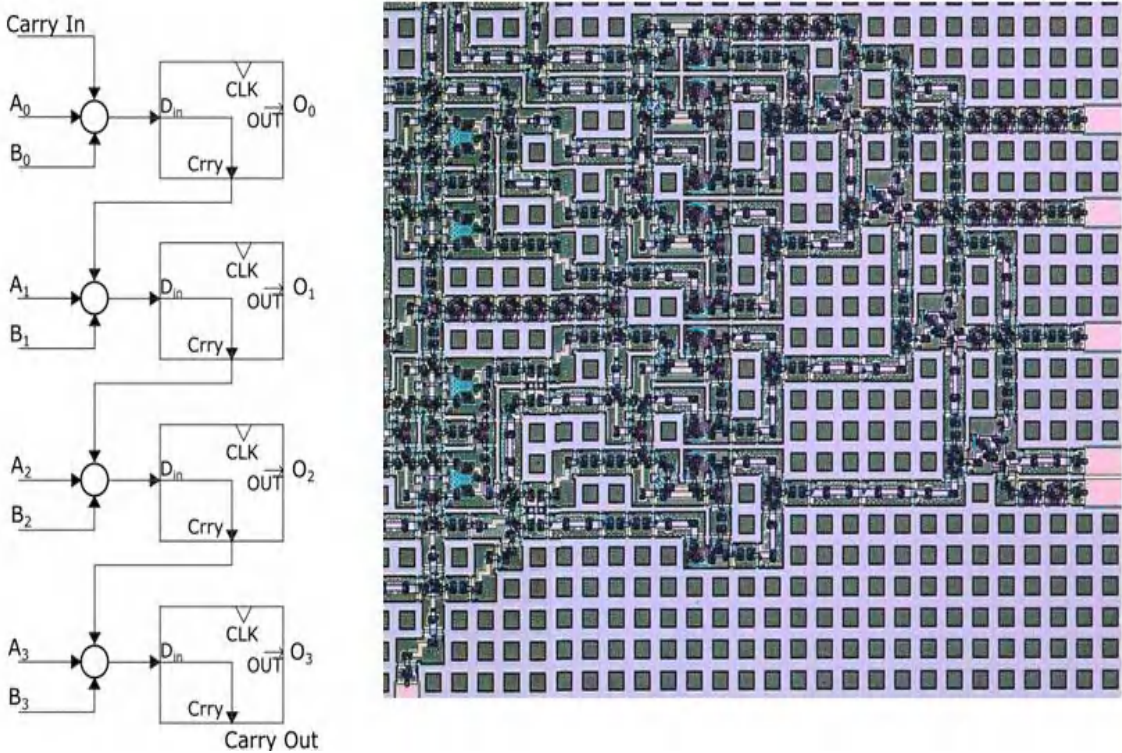 Carry In
CLK
A₀
Dᵢₙ
OUT
O₀
B₀
Crry
CLK
A₁
Dᵢₙ
OUT
O₁
B₁
Crry
CLK
A₂
Dᵢₙ
OUT
O₂
B₂
Crry
CLK
A₃
Dᵢₙ
OUT
O₃
B₃
Crry
Carry Out